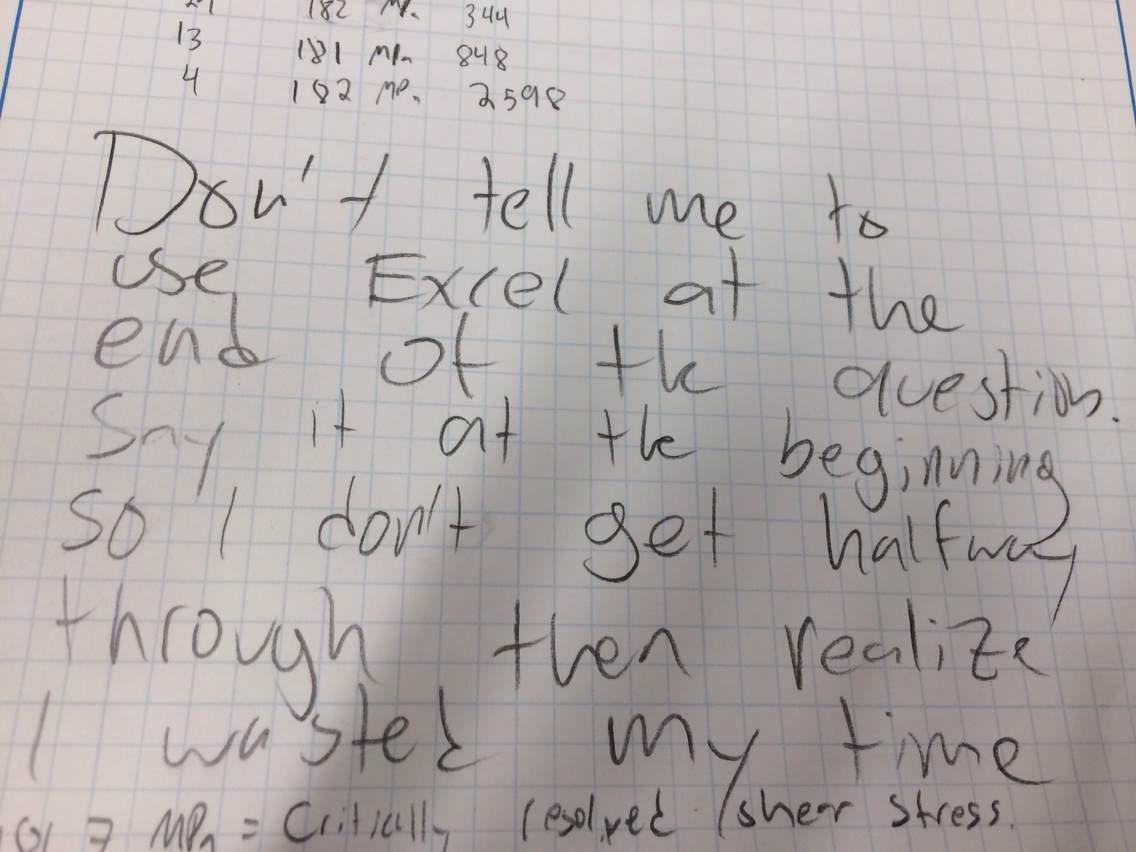 182 MPa 344
13 181 MPa 848
4 182 MPa 2598
Don't tell me to
use Excel at the
end of the question.
Say it at the beginning
so I don't get halfway
through then realize
I wasted my time
MPa = Critically resolved shear stress.